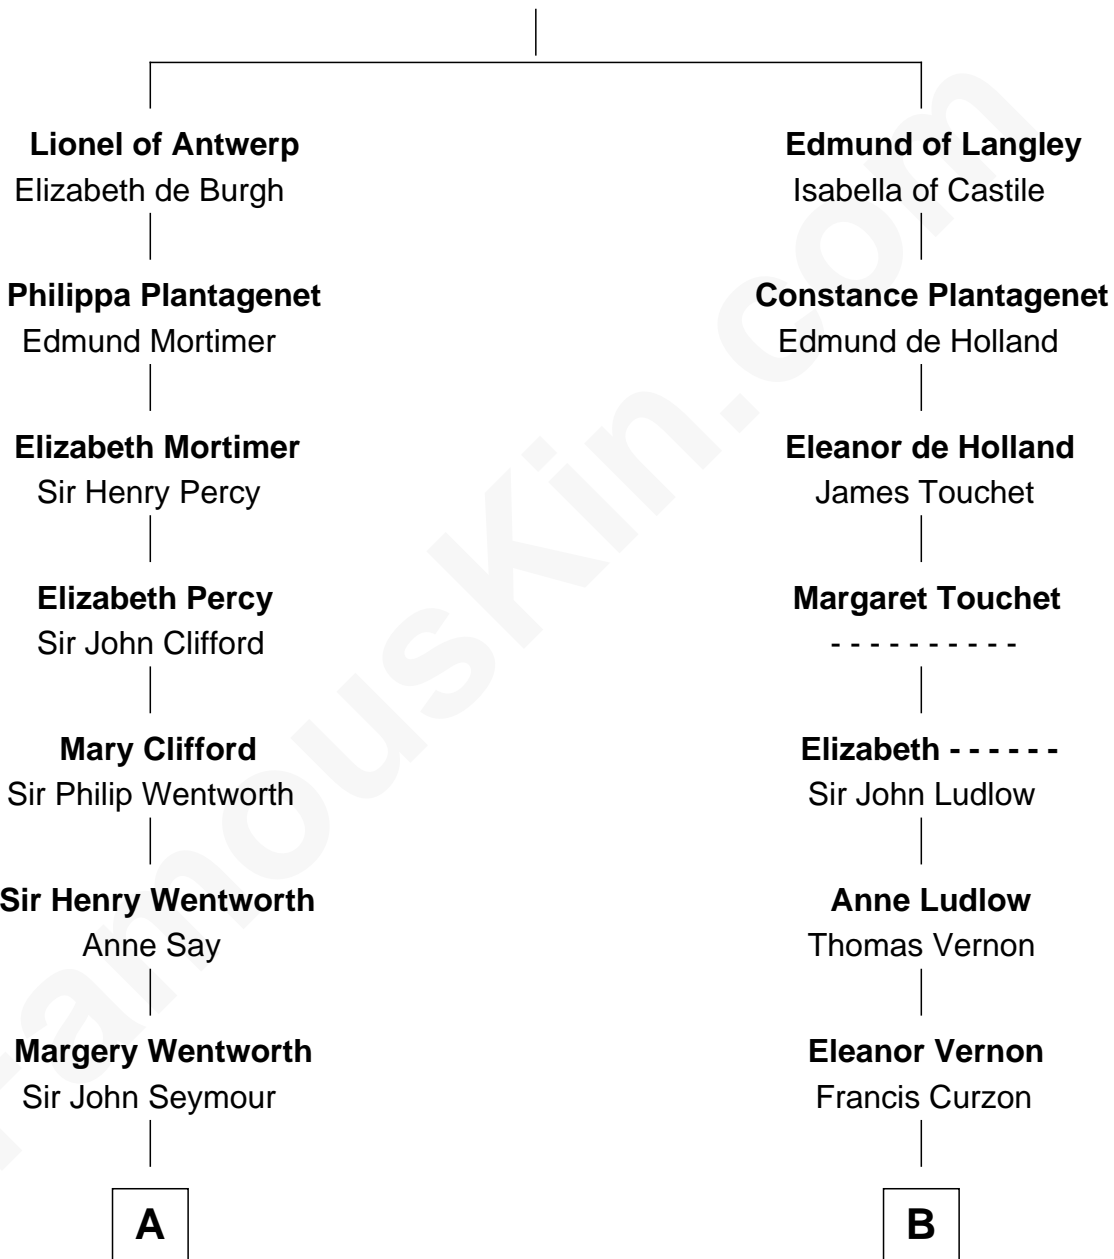 Lionel of Antwerp
Elizabeth de Burgh
Philippa Plantagenet
Edmund Mortimer
Elizabeth Mortimer
Sir Henry Percy
Elizabeth Percy
Sir John Clifford
Mary Clifford
Sir Philip Wentworth
Sir Henry Wentworth
Anne Say
Margery Wentworth
Sir John Seymour
A
Edmund of Langley
Isabella of Castile
Constance Plantagenet
Edmund de Holland
Eleanor de Holland
James Touchet
Margaret Touchet
- - - - - - - - - -
Elizabeth - - - - - -
Sir John Ludlow
Anne Ludlow
Thomas Vernon
Eleanor Vernon
Francis Curzon
B
FamousKin.com